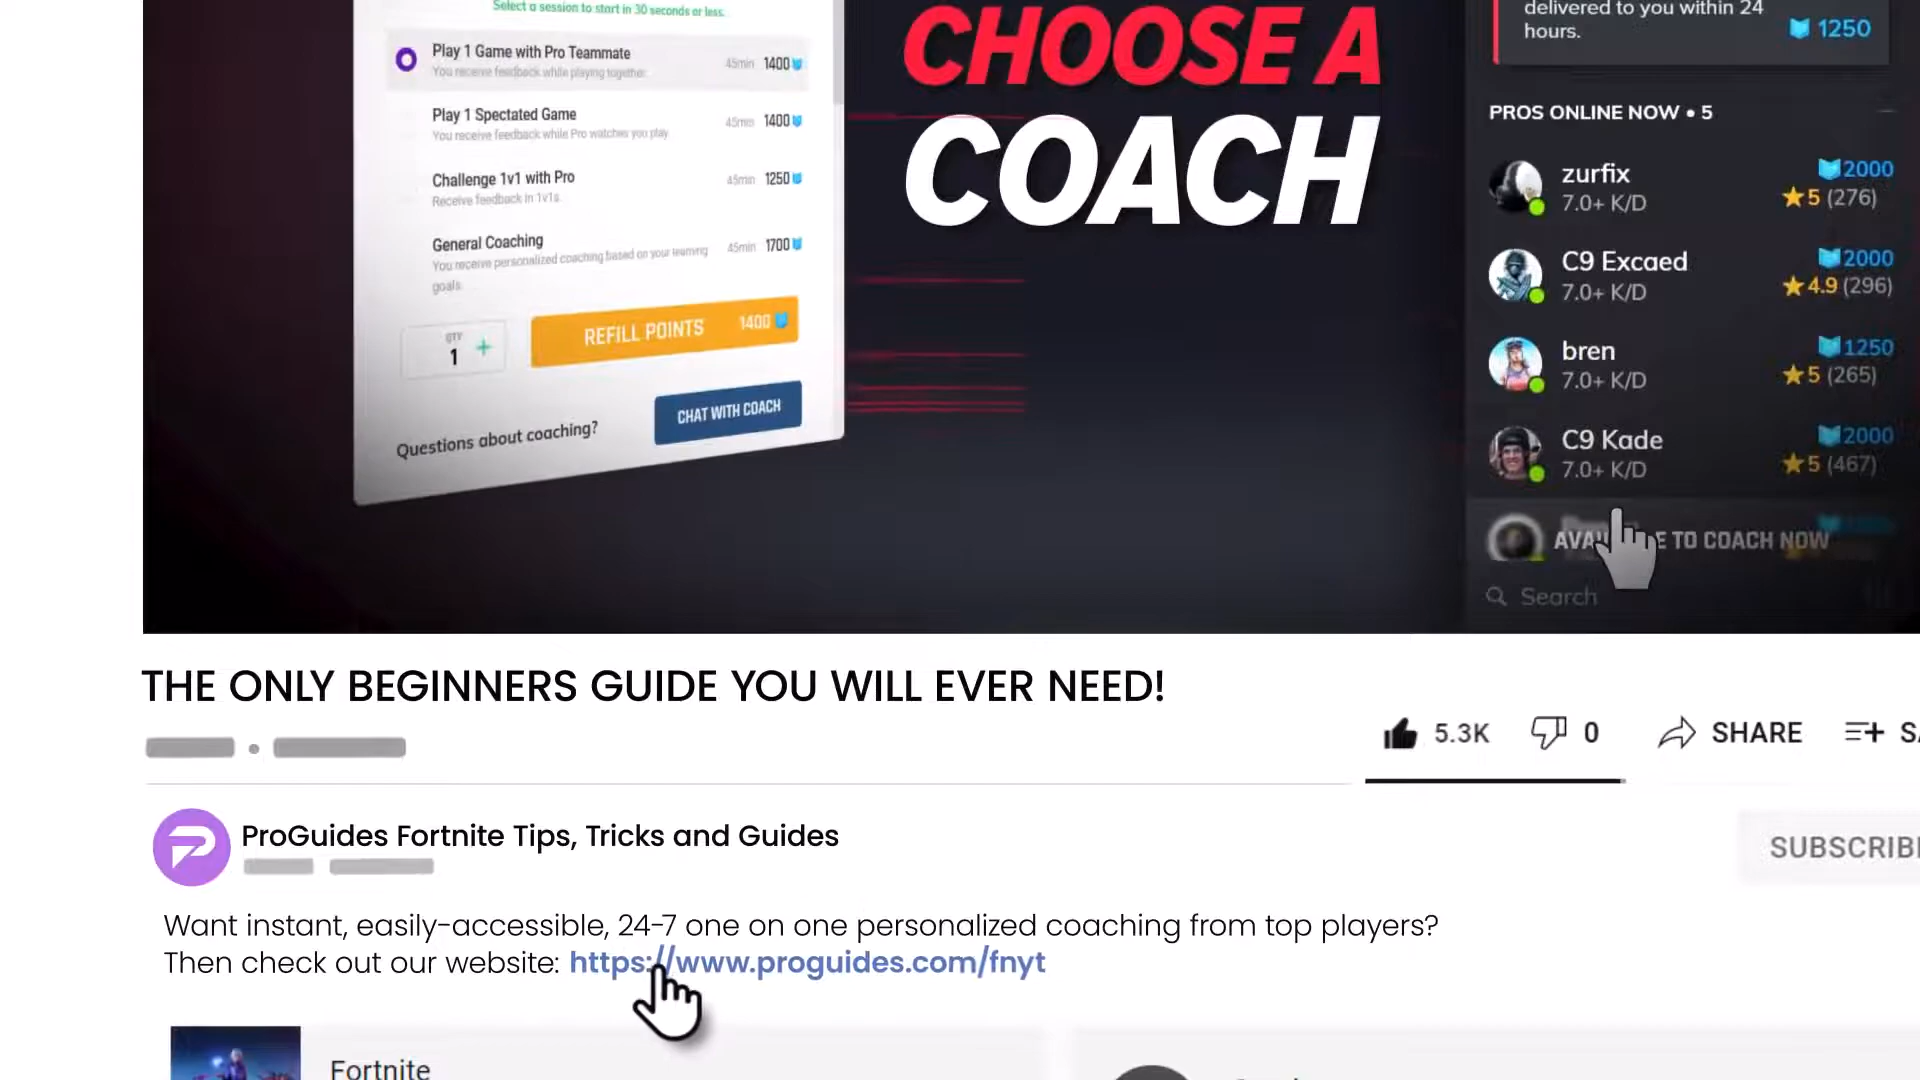 Select a session to start in 30 seconds or less.
Play 1 Game with Pro Teammate
You receive feedback while playing together.
45min 1400
Play 1 Spectated Game
You receive feedback while Pro watches you play.
45min 1400
Challenge 1v1 with Pro
Receive feedback in 1v1s.
45min 1250
General Coaching
You receive personalized coaching based on your learning
goals.
45min 1700
QTY
1 +
REFILL POINTS 1400
Questions about coaching?
CHAT WITH COACH
CHOOSE A
COACH
delivered to you within 24
hours.
1250
PROS ONLINE NOW • 5
zurfix 2000
7.0+ K/D 5 (276)
C9 Excaed 2000
7.0+ K/D 4.9 (296)
bren 1250
7.0+ K/D 5 (265)
C9 Kade 2000
7.0+ K/D 5 (467)
TO COACH NOW
Search
THE ONLY BEGINNERS GUIDE YOU WILL EVER NEED!
5.3K 0 SHARE
ProGuides Fortnite Tips, Tricks and Guides
SUBSCRIBE
Want instant, easily-accessible, 24-7 one on one personalized coaching from top players?
Then check out our website: https://www.proguides.com/fnyt
Fortnite